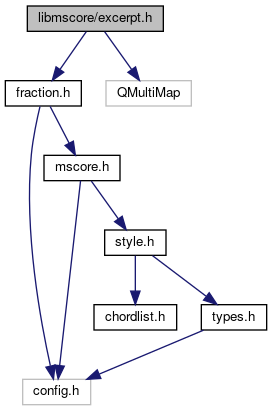 libmscore/excerpt.h
fraction.h
QMultiMap
mscore.h
style.h
chordlist.h
types.h
config.h